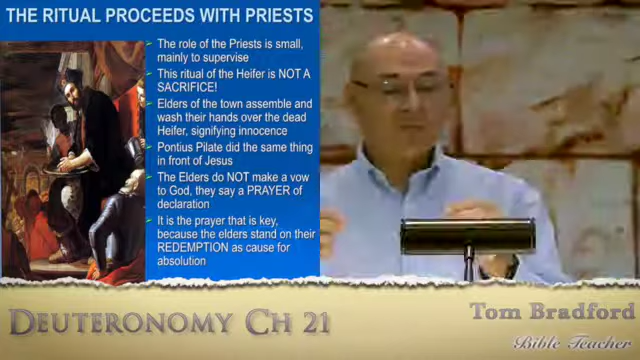 THE RITUAL PROCEEDS WITH PRIESTS
The role of the Priests is small,
mainly to supervise
This ritual of the Heifer is NOT A
SACRIFICE!
Elders of the town assemble and
wash their hands over the dead
Heifer, signifying innocence
Pontius Pilate did the same thing
in front of Jesus
The Elders do NOT make a vow
to God, they say a PRAYER of
declaration
It is the prayer that is key,
because the elders stand on their
REDEMPTION as cause for
absolution
DEUTERONOMY CH 21
Tom Bradford
Bible Teacher